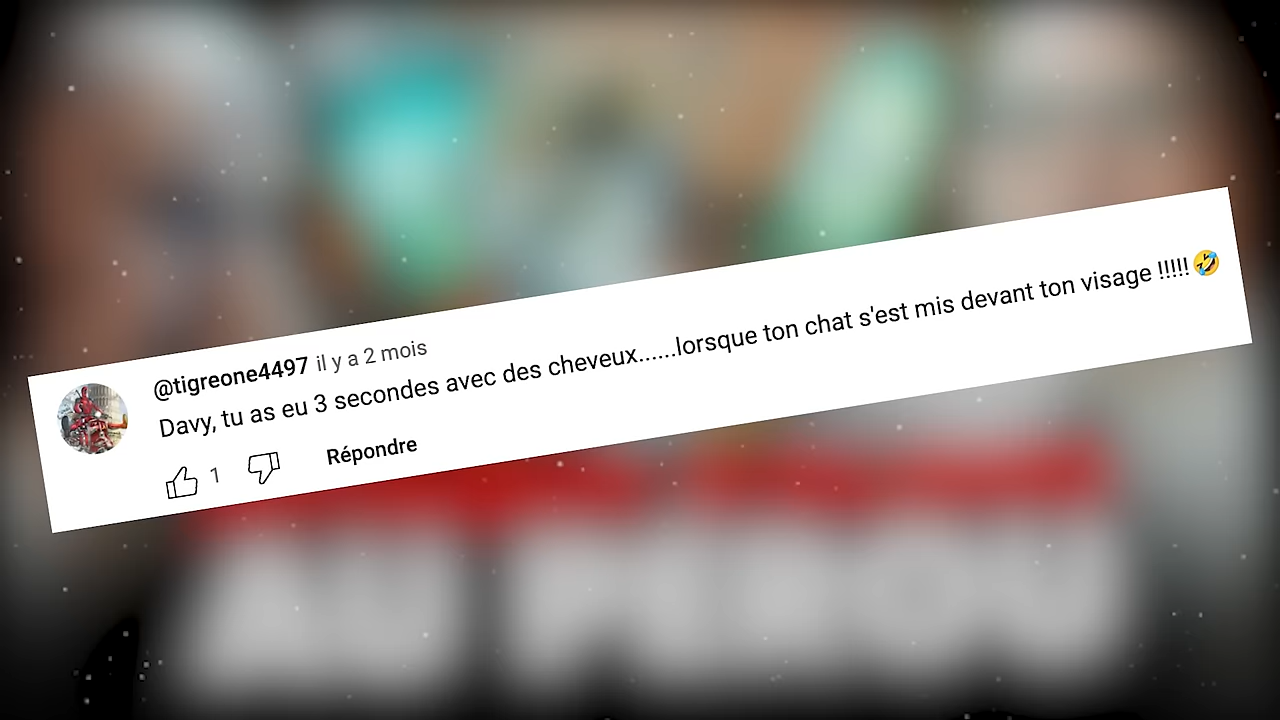 @tigreone4497 il y a 2 mois
Davy, tu as eu 3 secondes avec des cheveux......lorsque ton chat s'est mis devant ton visage !!!!!🤣
1
Répondre